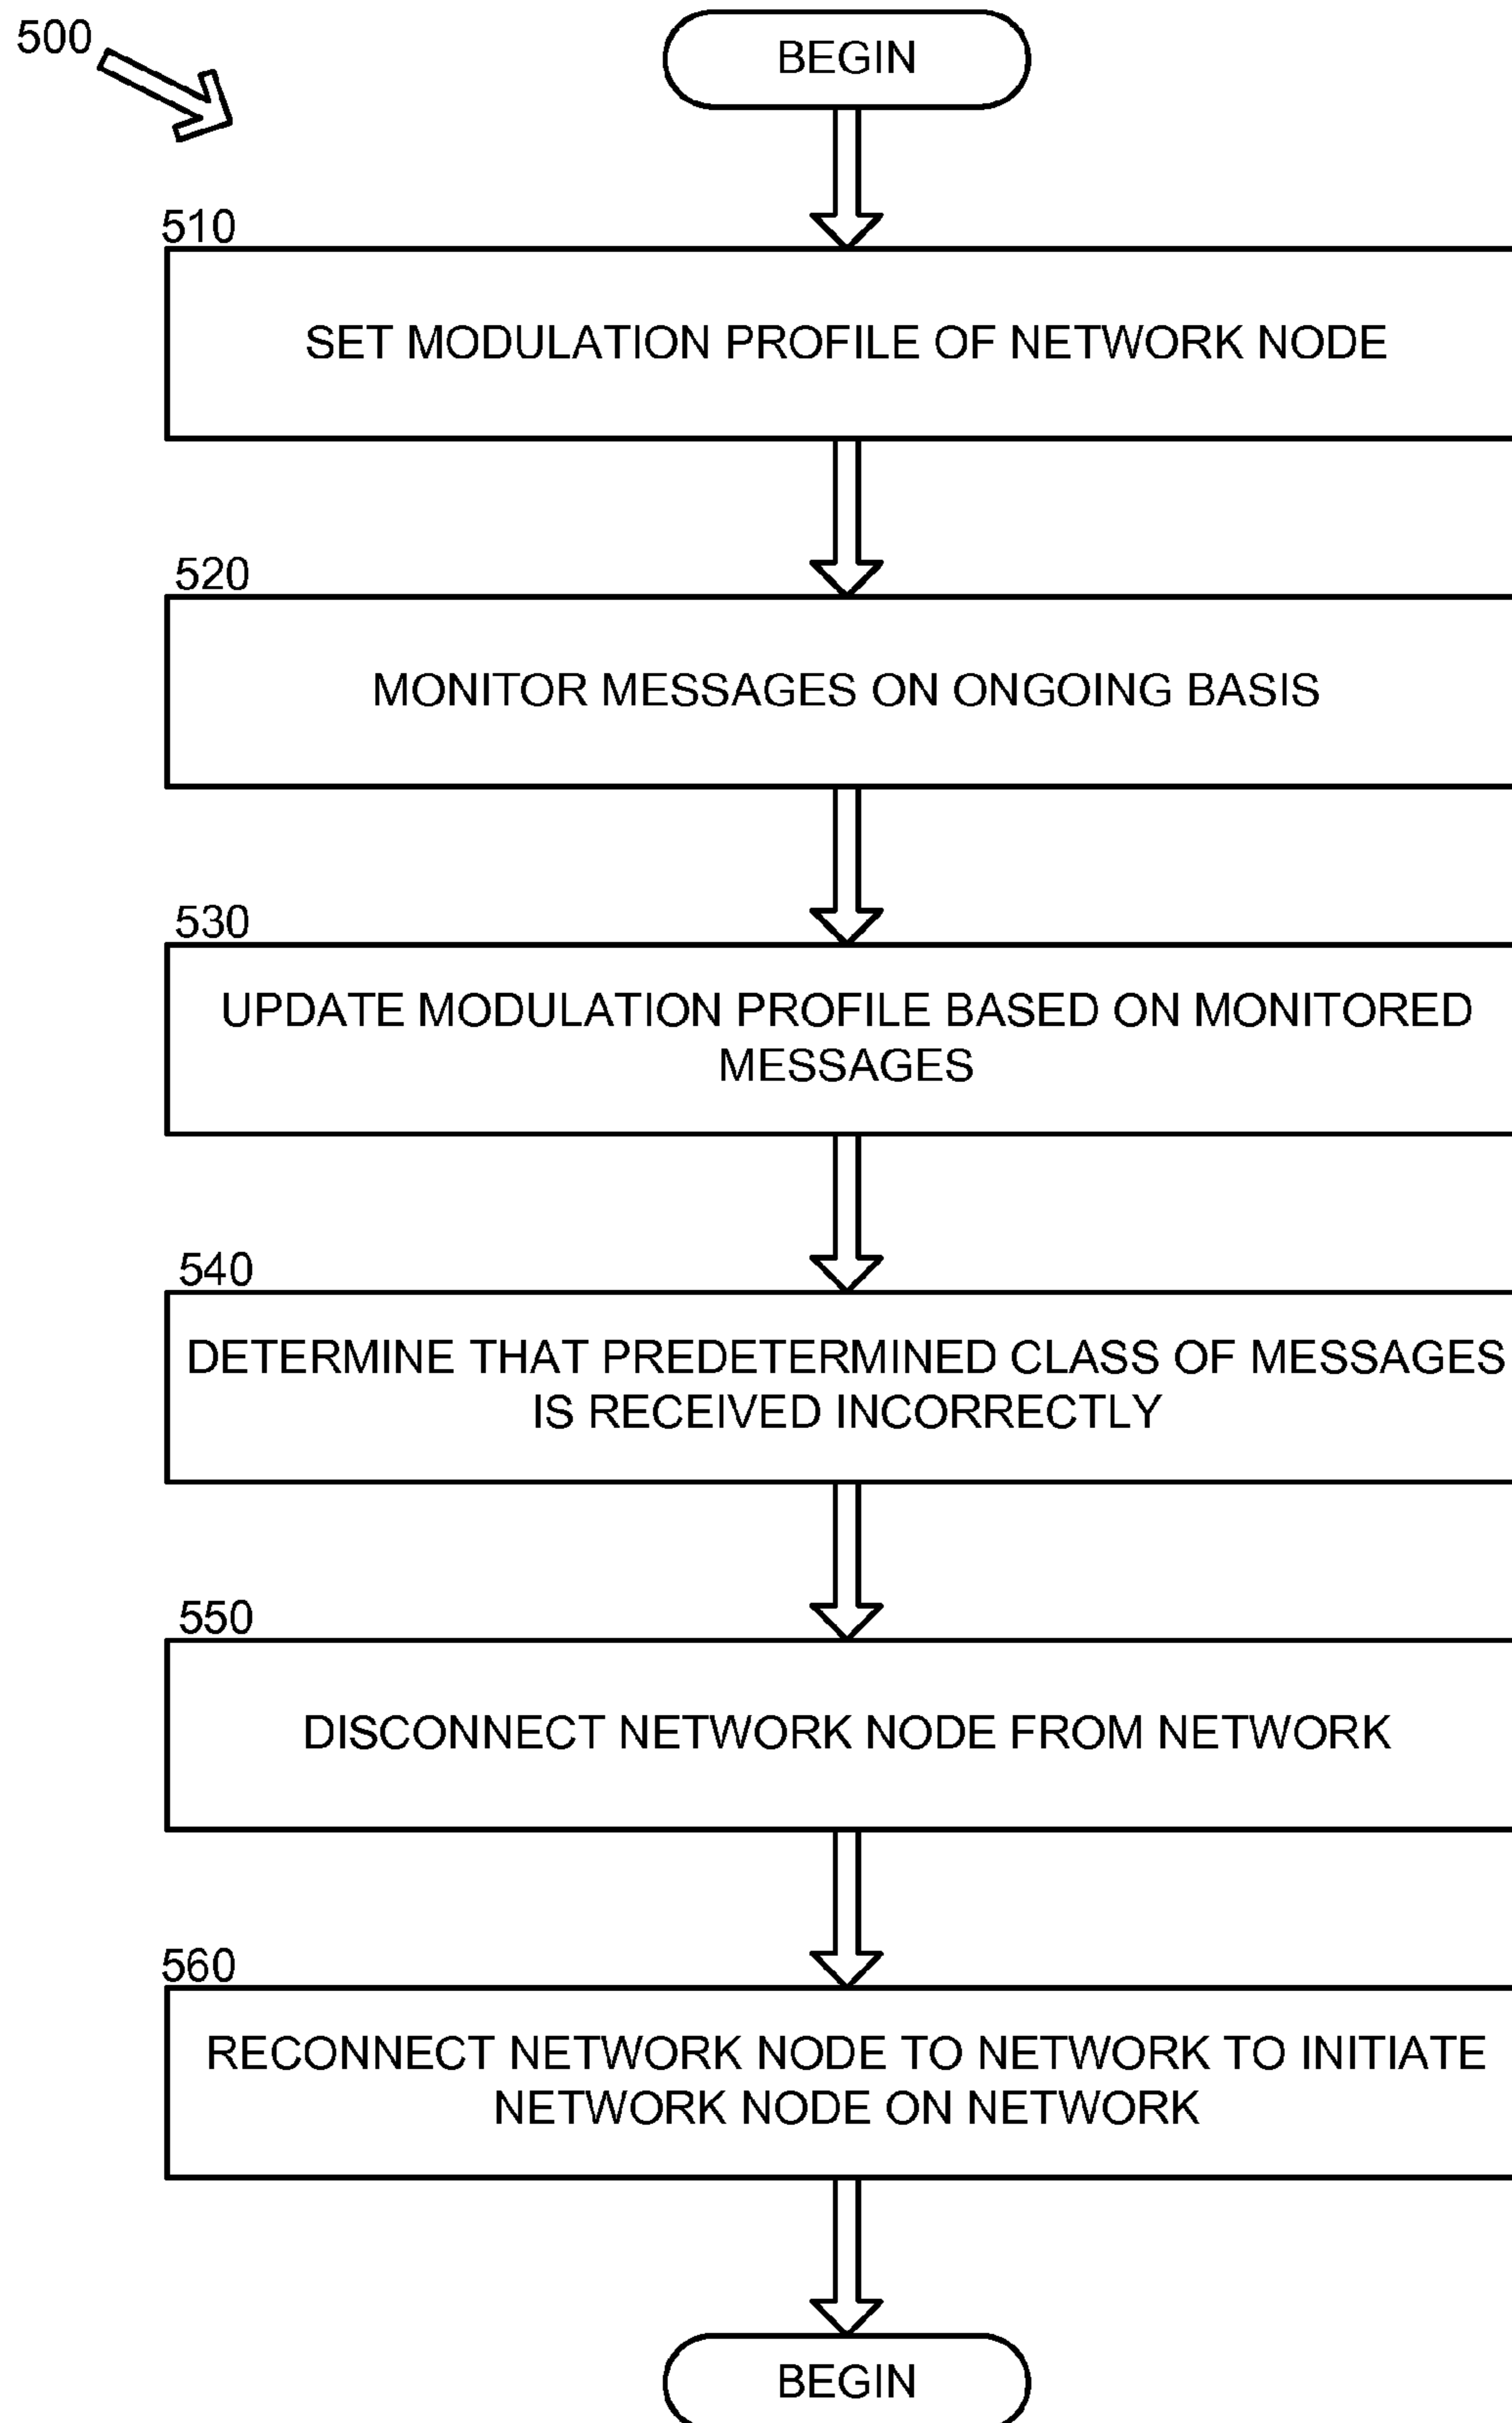 500
BEGIN
510
SET MODULATION PROFILE OF NETWORK NODE
520
MONITOR MESSAGES ON ONGOING BASIS
530
UPDATE MODULATION PROFILE BASED ON MONITORED
MESSAGES
540
DETERMINE THAT PREDETERMINED CLASS OF MESSAGES
IS RECEIVED INCORRECTLY
550
DISCONNECT NETWORK NODE FROM NETWORK
560
RECONNECT NETWORK NODE TO NETWORK TO INITIATE
NETWORK NODE ON NETWORK
BEGIN